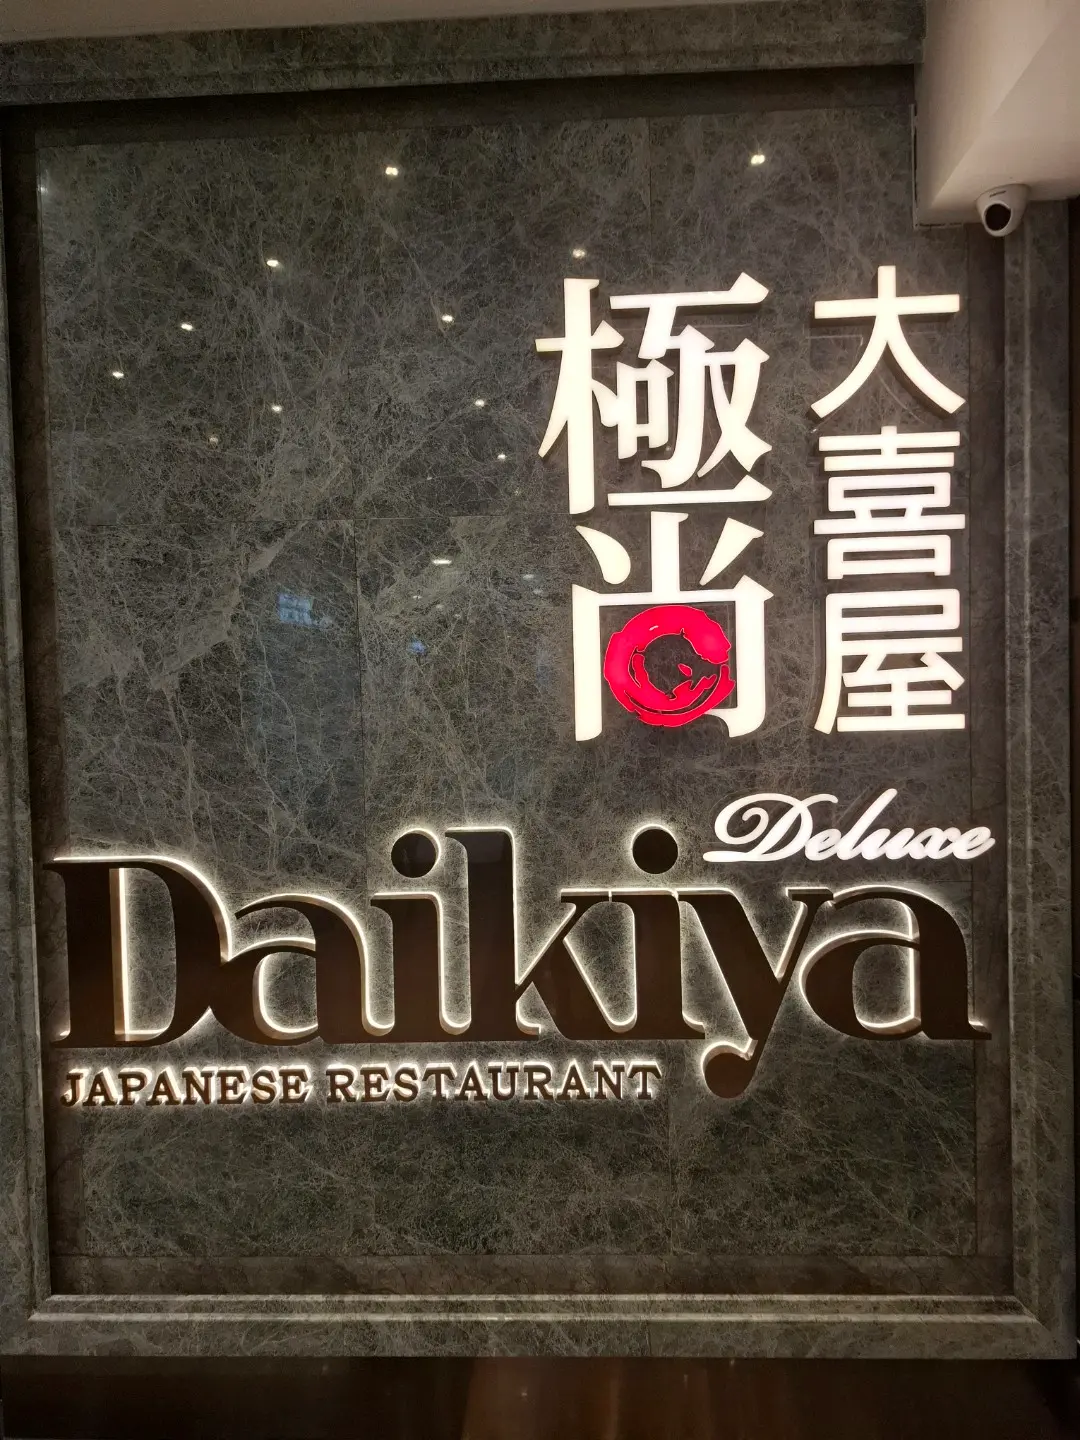 大喜屋
極尚
Deluxe
Daikiya
JAPANESE RESTAURANT